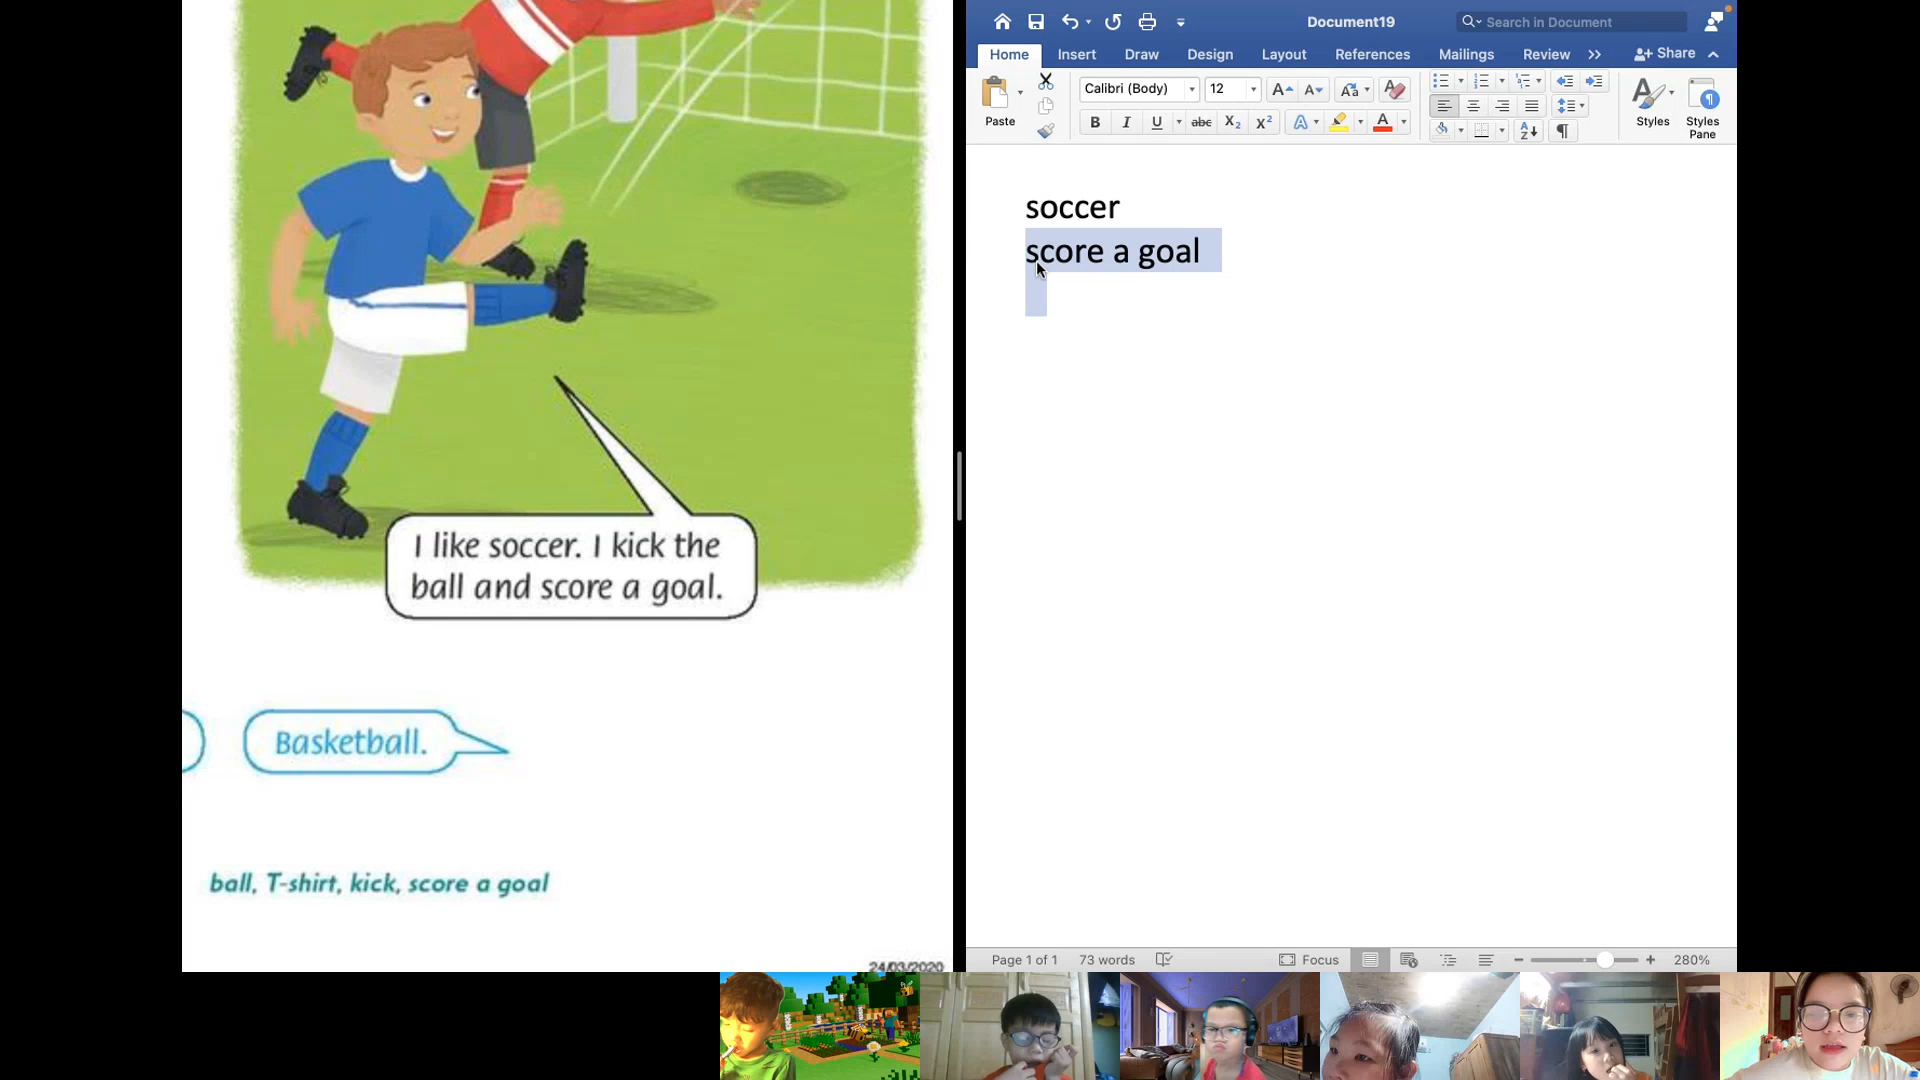 I like soccer. I kick the
ball and score a goal.
Basketball.
ball, T-shirt, kick, score a goal
24/03/2020
Document19
Search in Document
Home Insert Draw Design Layout References Mailings Review Share
Paste
Calibri (Body) 12
Styles
Styles
Pane
soccer
score a goal
Page 1 of 1 73 words Focus 280%